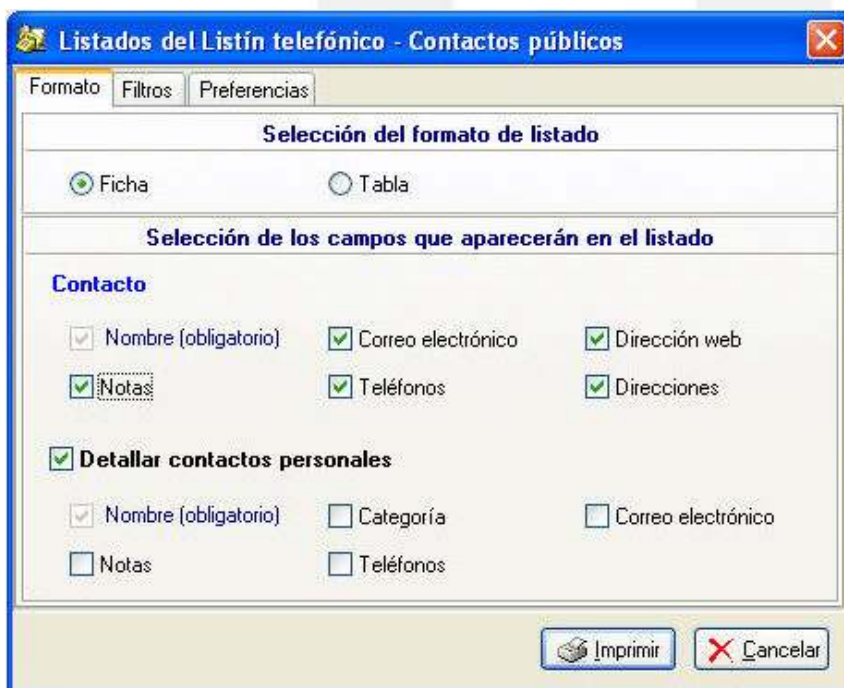 Listados del Listín telefónico - Contactos públicos
Formato Filtros Preferencias
Selección del formato de listado
Ficha Tabla
Selección de los campos que aparecerán en el listado
Contacto
Nombre (obligatorio) Correo electrónico Dirección web
Notas Teléfonos Direcciones
Detallar contactos personales
Nombre (obligatorio) Categoría Correo electrónico
Notas Teléfonos
Imprimir Cancelar